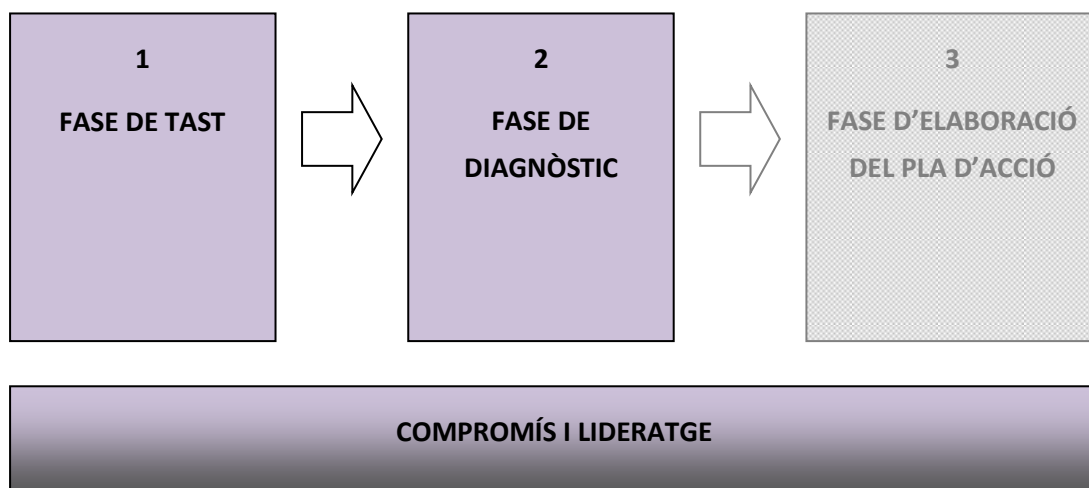 1
FASE DE TAST
2
FASE DE
DIAGNÒSTIC
3
FASE D’ELABORACIÓ
DEL PLA D’ACCIÓ
COMPROMÍS I LIDERATGE